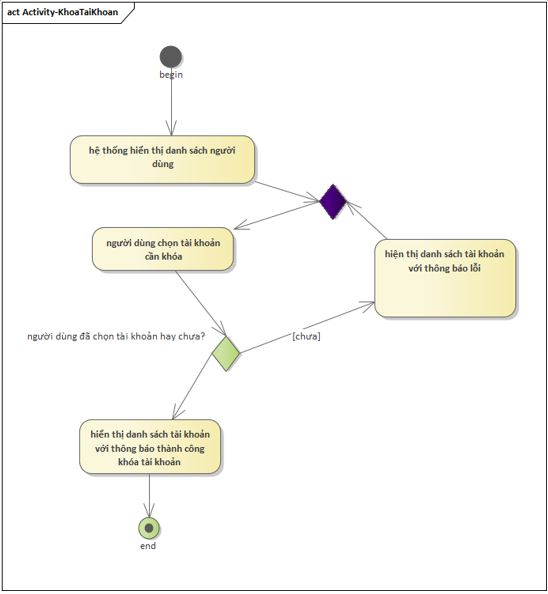 act Activity-KhoaTaiKhoan
begin
hệ thống hiển thị danh sách người
dùng
người dùng chọn tài khoản
cần khóa
hiện thị danh sách tài khoản
với thông báo lỗi
người dùng đã chọn tài khoản hay chưa?
[chưa]
hiển thị danh sách tài khoản
với thông báo thành công
khóa tài khoản
end